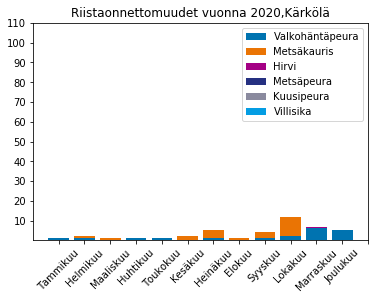 Riistaonnettomuudet vuonna 2020,Kärkölä
110
100
90
80
70
60
50
40
30
20
10
Valkohäntäpeura
Metsäkauris
Hirvi
Metsäpeura
Kuusipeura
Villisika
Tammikuu
Helmikuu
Maaliskuu
Huhtikuu
Toukokuu
Kesäkuu
Heinäkuu
Elokuu
Syyskuu
Lokakuu
Marraskuu
Joulukuu